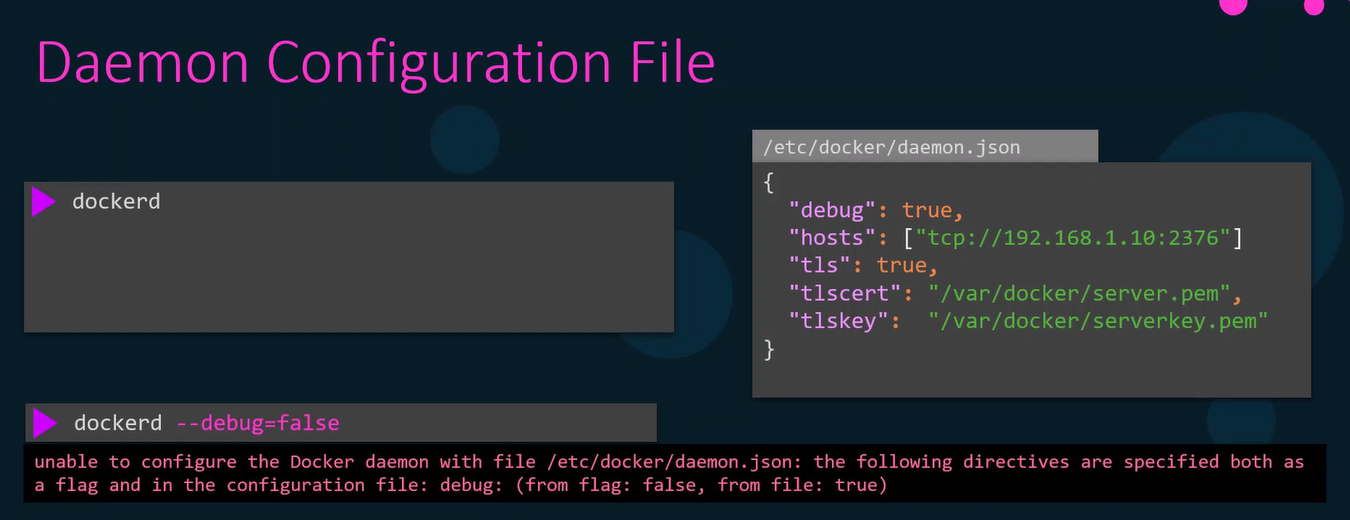 Daemon Configuration File
dockerd
/etc/docker/daemon.json
{
"debug": true,
"hosts": ["tcp://192.168.1.10:2376"]
"tls": true,
"tlscert": "/var/docker/server.pem",
"tlskey": "/var/docker/serverkey.pem"
}
dockerd --debug=false
unable to configure the Docker daemon with file /etc/docker/daemon.json: the following directives are specified both as
a flag and in the configuration file: debug: (from flag: false, from file: true)